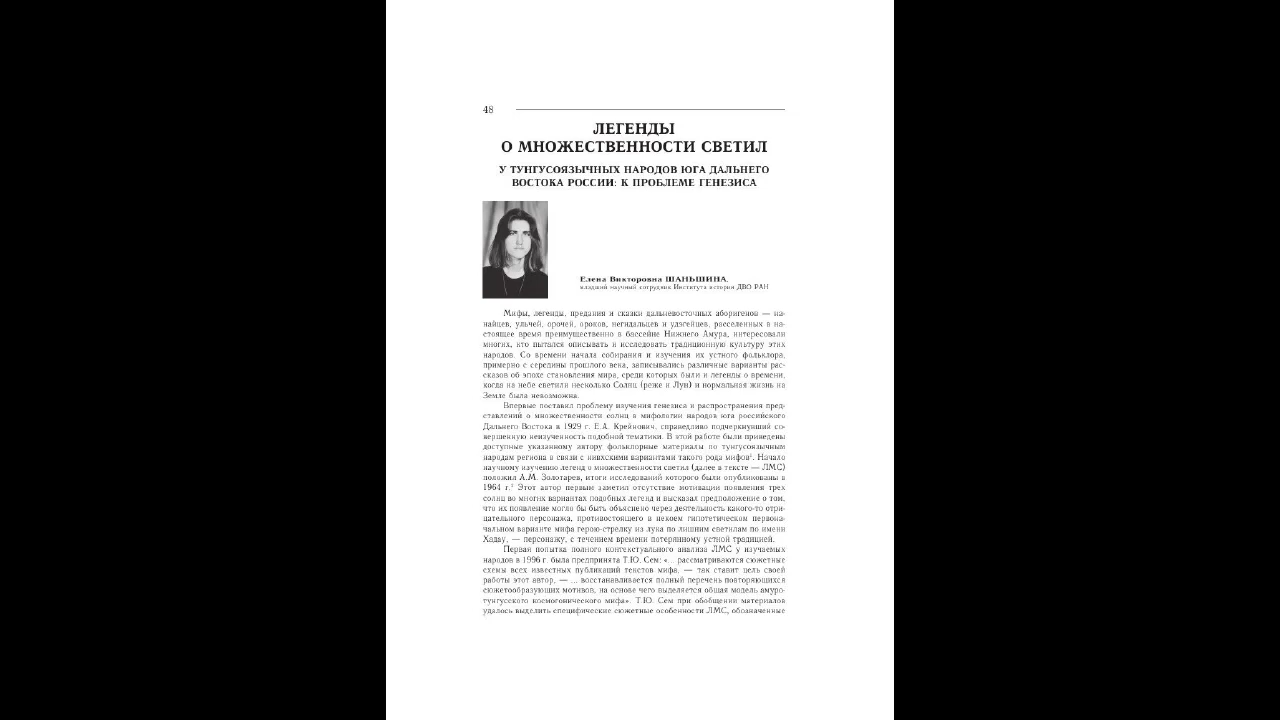 48
ЛЕГЕНДЫ
О МНОЖЕСТВЕННОСТИ СВЕТИЛ
У ТУНГУСОЯЗЫЧНЫХ НАРОДОВ ЮГА ДАЛЬНЕГО
ВОСТОКА РОССИИ: К ПРОБЛЕМЕ ГЕНЕЗИСА
Елена Викторовна ШАНЬШИНА,
младший научный сотрудник Института истории ДВО РАН
Мифы, легенды, предания и сказки дальневосточных аборигенов — на-
найцев, ульчей, орочей, ороков, негидальцев и удэгейцев, расселенных в на-
стоящее время преимущественно в бассейне Нижнего Амура, интересовали
многих, кто пытался описывать и исследовать традиционную культуру этих
народов. Со времени начала собирания и изучения их устного фольклора,
примерно с середины прошлого века, записывались различные варианты рас-
сказов об эпохе становления мира, среди которых были и легенды о времени,
когда на небе светили несколько Солнц (реже и Лун) и нормальная жизнь на
Земле была невозможна.
Впервые поставил проблему изучения генезиса и распространения пред-
ставлений о множественности солнц в мифологии народов юга российского
Дальнего Востока в 1929 г. Е.А. Крейнович, справедливо подчеркнувший со-
вершенную неизученность подобной тематики. В этой работе были приведены
доступные указанному автору фольклорные материалы по тунгусоязычным
народам региона в связи с нивхскими вариантами такого рода мифов¹. Начало
научному изучению легенд о множественности светил (далее в тексте — ЛМС)
положил А.М. Золотарев, итоги исследований которого были опубликованы в
1964 г.² Этот автор первым заметил отсутствие мотивации появления трех
солнц во многих вариантах подобных легенд и высказал предположение о том,
что их появление могло бы быть объяснено через деятельность какого-то отри-
цательного персонажа, противостоящего в некоем гипотетическом первона-
чальном варианте мифа герою-стрелку из лука по лишним светилам по имени
Хадау, — персонажу, с течением времени потерянному устной традицией.
Первая попытка полного контекстуального анализа ЛМС у изучаемых
народов в 1996 г. была предпринята Т.Ю. Сем: «... рассматриваются сюжетные
схемы всех известных публикаций текстов мифа, — так ставит цель своей
работы этот автор, — ... восстанавливается полный перечень повторяющихся
сюжетообразующих мотивов, на основе чего выделяется общая модель амуро-
тунгусского космогонического мифа». Т.Ю. Сем при обобщении материалов
удалось выделить специфические сюжетные особенности ЛМС, обозначенные